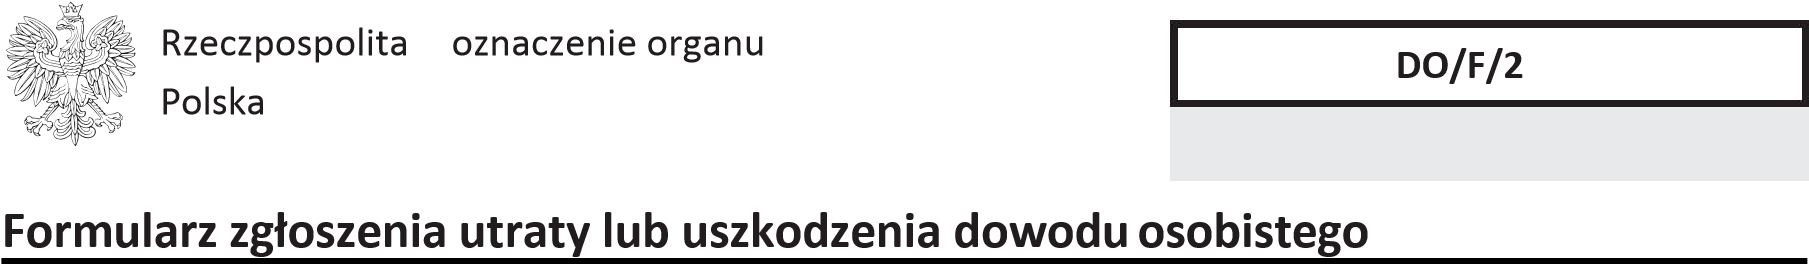 Rzeczpospolita oznaczenie organu
Polska
DO/F/2
Formularz zgłoszenia utraty lub uszkodzenia dowodu osobistego